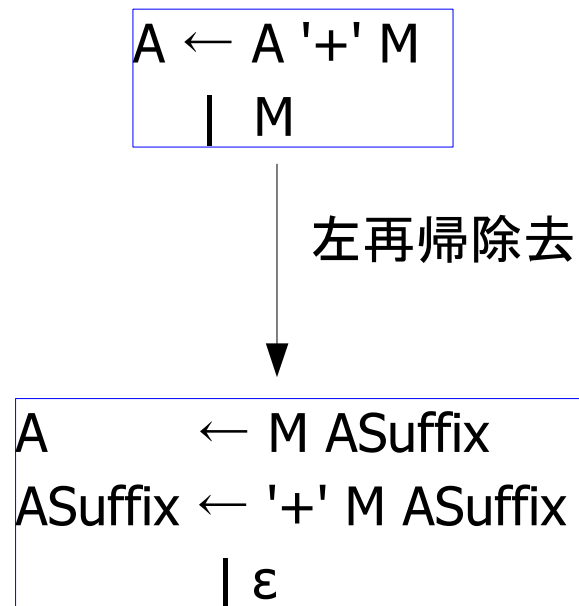 A ← A '+' M
| M
左再帰除去
A ← M ASuffix
ASuffix ← '+' M ASuffix
| ε